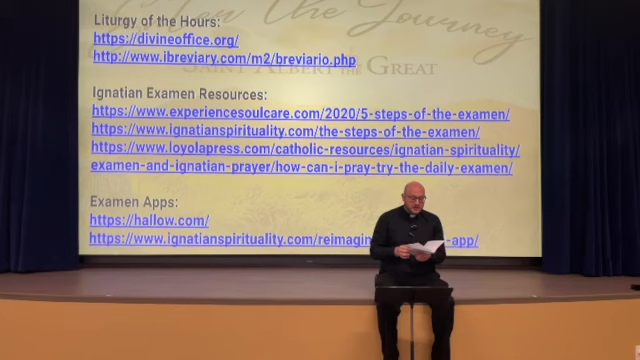 For the Journey
Liturgy of the Hours:
https://divineoffice.org/
http://www.ibreviary.com/m2/breviario.php
SAINT ALBERT THE GREAT
Ignatian Examen Resources:
https://www.experiencesoulcare.com/2020/5-steps-of-the-examen/
https://www.ignatianspirituality.com/the-steps-of-the-examen/
https://www.loyolapress.com/catholic-resources/ignatian-spirituality/
examen-and-ignatian-prayer/how-can-i-pray-try-the-daily-examen/
Examen Apps:
https://hallow.com/
https://www.ignatianspirituality.com/reimagin -app/